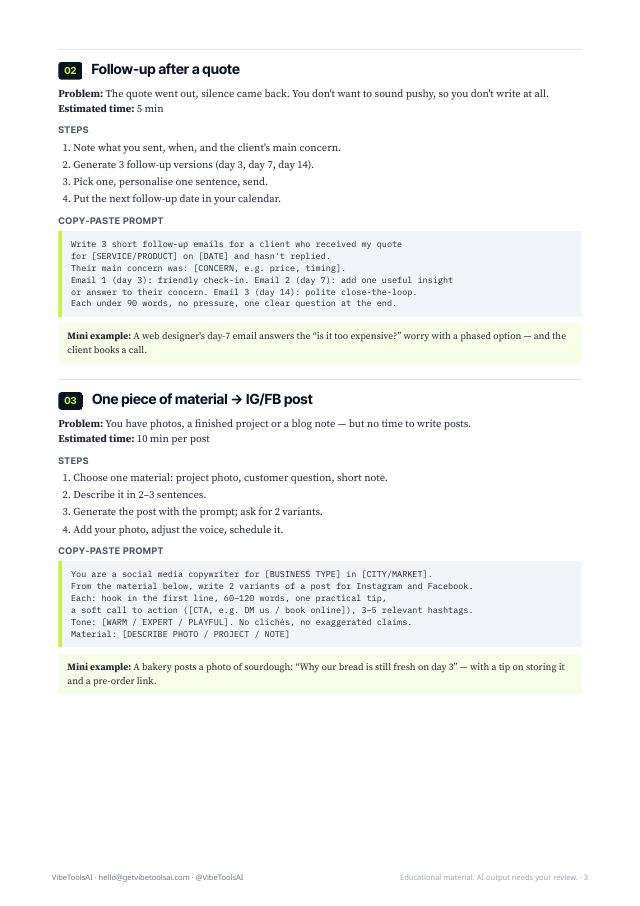 02 Follow-up after a quote
Problem: The quote went out, silence came back. You don't want to sound pushy, so you don't write at all.
Estimated time: 5 min
STEPS
1. Note what you sent, when, and the client's main concern.
2. Generate 3 follow-up versions (day 3, day 7, day 14).
3. Pick one, personalise one sentence, send.
4. Put the next follow-up date in your calendar.
COPY-PASTE PROMPT
Write 3 short follow-up emails for a client who received my quote
for [SERVICE/PRODUCT] on [DATE] and hasn't replied.
Their main concern was: [CONCERN, e.g. price, timing].
Email 1 (day 3): friendly check-in. Email 2 (day 7): add one useful insight
or answer to their concern. Email 3 (day 14): polite close-the-loop.
Each under 90 words, no pressure, one clear question at the end.
Mini example: A web designer's day-7 email answers the “is it too expensive?” worry with a phased option — and the
client books a call.
03 One piece of material → IG/FB post
Problem: You have photos, a finished project or a blog note — but no time to write posts.
Estimated time: 10 min per post
STEPS
1. Choose one material: project photo, customer question, short note.
2. Describe it in 2–3 sentences.
3. Generate the post with the prompt; ask for 2 variants.
4. Add your photo, adjust the voice, schedule it.
COPY-PASTE PROMPT
You are a social media copywriter for [BUSINESS TYPE] in [CITY/MARKET].
From the material below, write 2 variants of a post for Instagram and Facebook.
Each: hook in the first line, 60–120 words, one practical tip,
a soft call to action ([CTA, e.g. DM us / book online]), 3–5 relevant hashtags.
Tone: [WARM / EXPERT / PLAYFUL]. No clichés, no exaggerated claims.
Material: [DESCRIBE PHOTO / PROJECT / NOTE]
Mini example: A bakery posts a photo of sourdough: “Why our bread is still fresh on day 3” — with a tip on storing it
and a pre-order link.
VibeToolsAI · hello@getvibetoolsai.com · @VibeToolsAI
Educational material. AI output needs your review. · 3